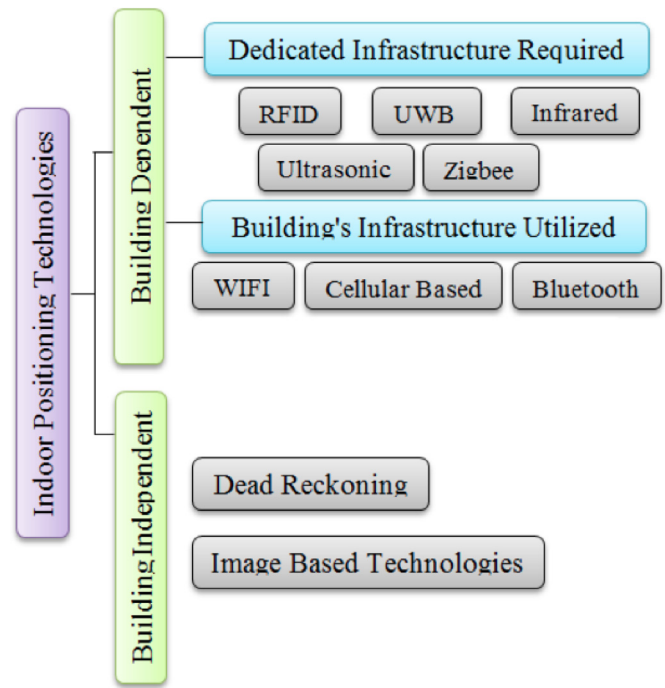 Indoor Positioning Technologies
Building Dependent
Dedicated Infrastructure Required
RFID
UWB
Infrared
Ultrasonic
Zigbee
Building's Infrastructure Utilized
WIFI
Cellular Based
Bluetooth
Building Independent
Dead Reckoning
Image Based Technologies